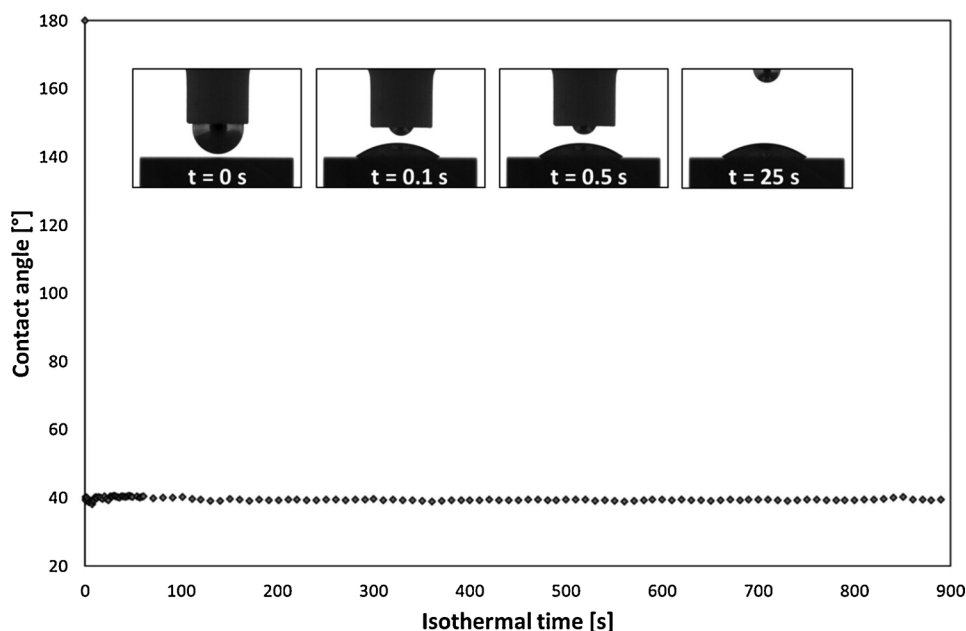 180
160
140
120
100
80
60
40
20
Contact angle [°]
t = 0 s
t = 0.1 s
t = 0.5 s
t = 25 s
0 100 200 300 400 500 600 700 800 900
Isothermal time [s]